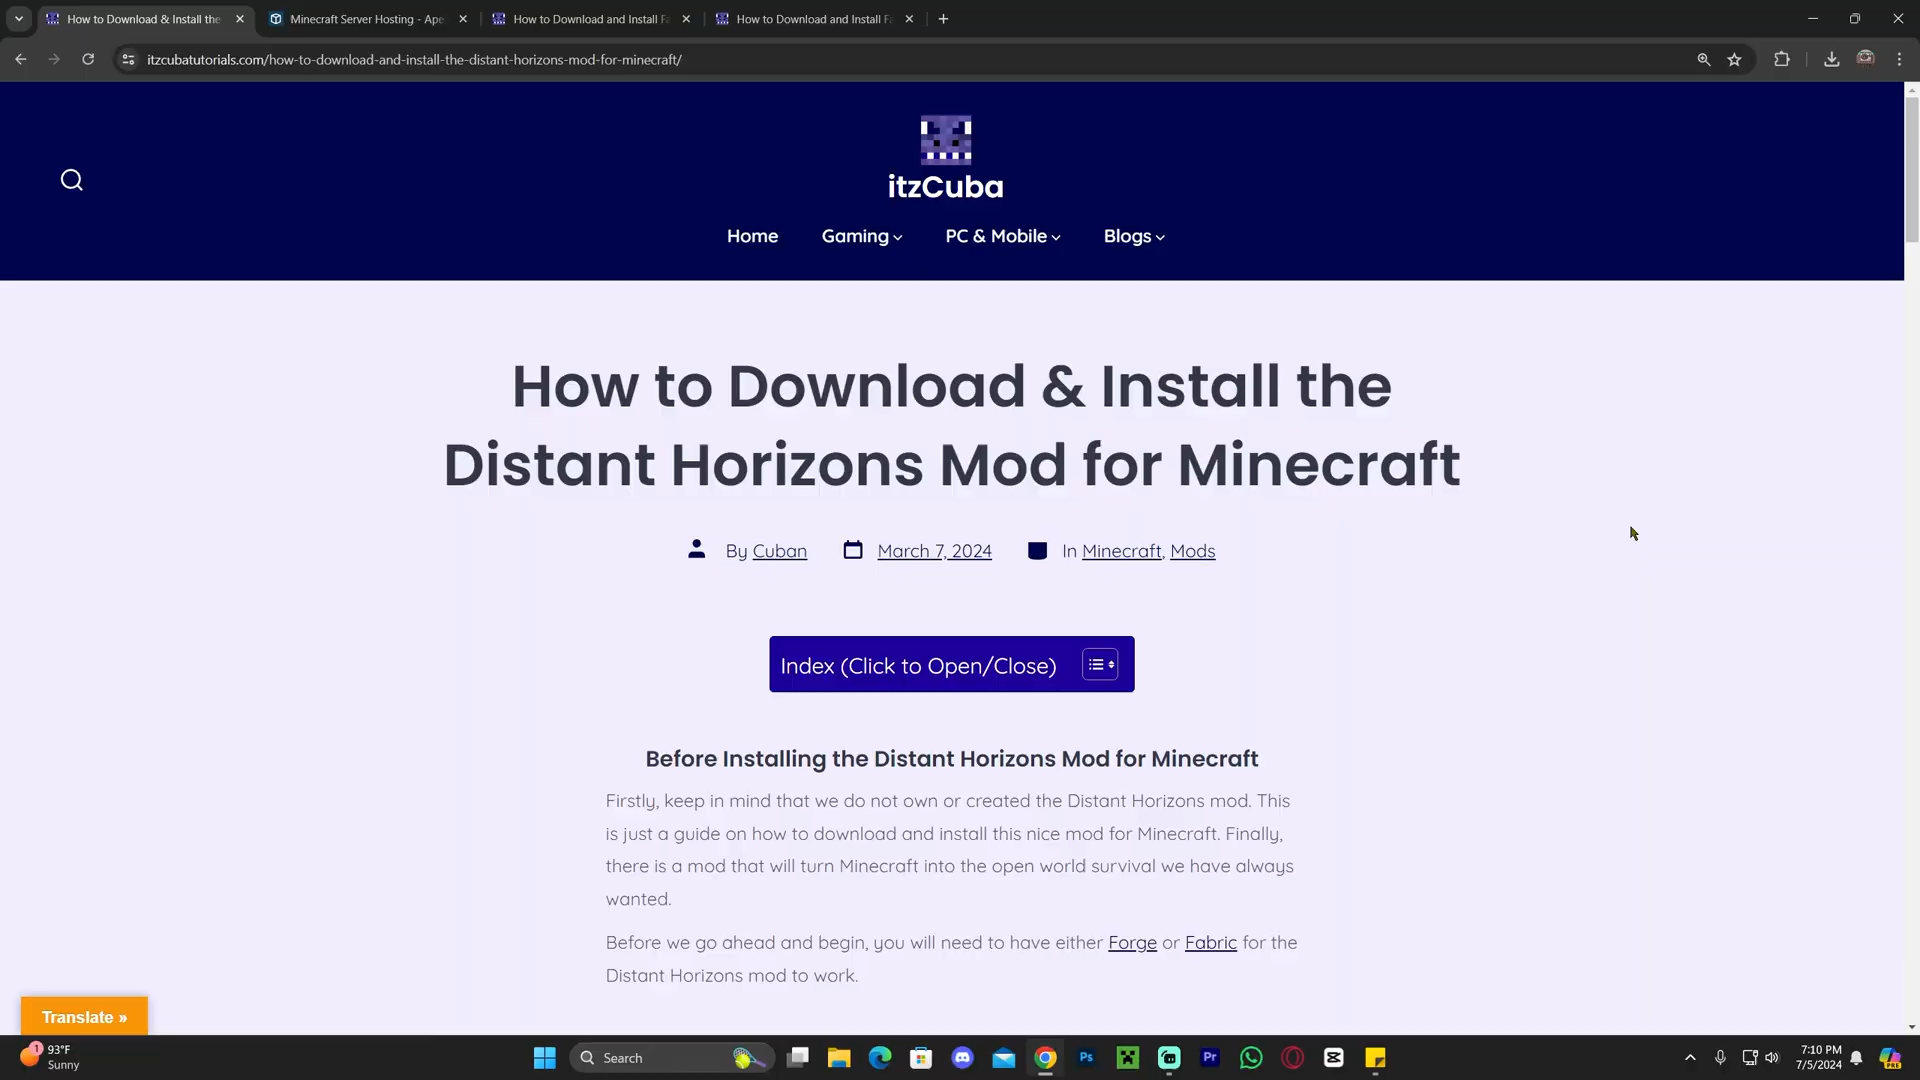 How to Download & Install the
Minecraft Server Hosting - Ape
How to Download and Install F
How to Download and Install F
itzcubatutorials.com/how-to-download-and-install-the-distant-horizons-mod-for-minecraft/
itzCuba
Home
Gaming
PC & Mobile
Blogs
How to Download & Install the
Distant Horizons Mod for Minecraft
By Cuban
March 7, 2024
In Minecraft, Mods
Index (Click to Open/Close)
Before Installing the Distant Horizons Mod for Minecraft
Firstly, keep in mind that we do not own or created the Distant Horizons mod. This
is just a guide on how to download and install this nice mod for Minecraft. Finally,
there is a mod that will turn Minecraft into the open world survival we have always
wanted.
Before we go ahead and begin, you will need to have either Forge or Fabric for the
Distant Horizons mod to work.
Translate »
1
93°F
Sunny
Search
Ps
Pr
PRE
7:10 PM
7/5/2024